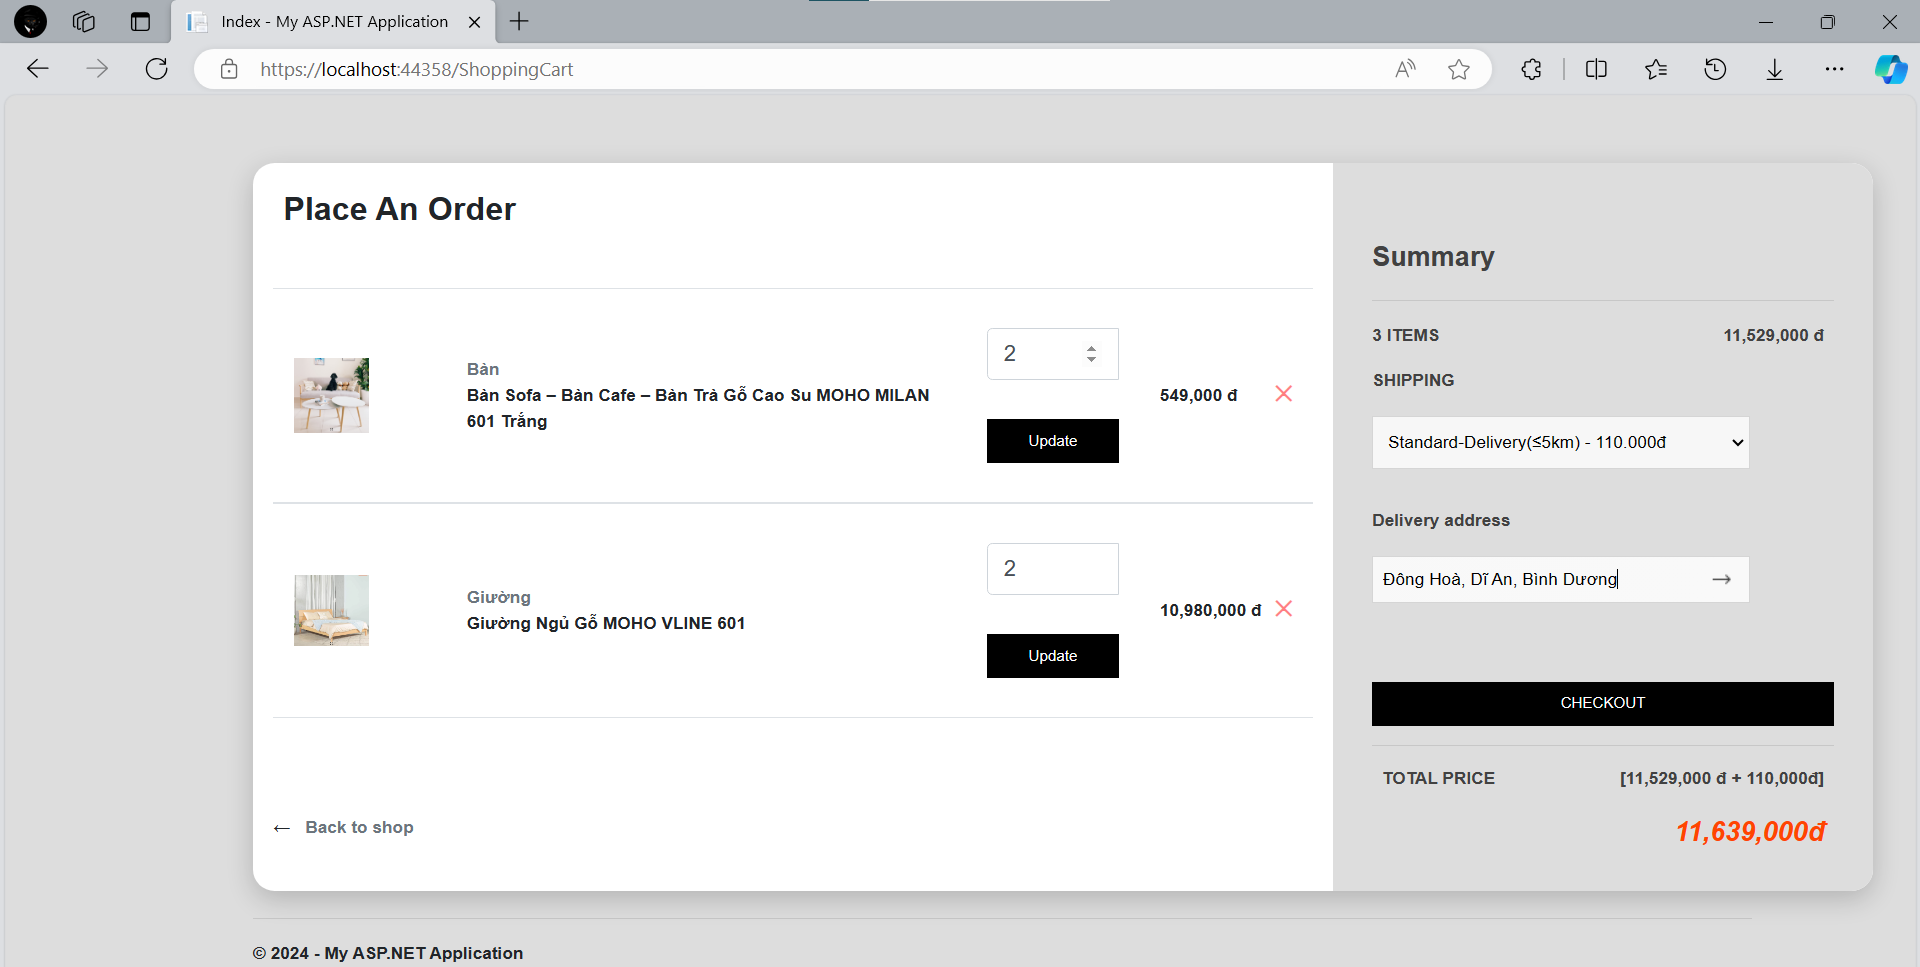 Index - My ASP.NET Application
https://localhost:44358/ShoppingCart
Place An Order
Bàn
Bàn Sofa – Bàn Cafe – Bàn Trà Gỗ Cao Su MOHO MILAN
601 Trắng
2
Update
549,000 đ
Giường
Giường Ngủ Gỗ MOHO VLINE 601
2
Update
10,980,000 đ
← Back to shop
Summary
3 ITEMS 11,529,000 đ
SHIPPING
Standard-Delivery(≤5km) - 110.000đ
Delivery address
Đông Hoà, Dĩ An, Bình Dương →
CHECKOUT
TOTAL PRICE [11,529,000 đ + 110,000đ]
11,639,000đ
© 2024 - My ASP.NET Application